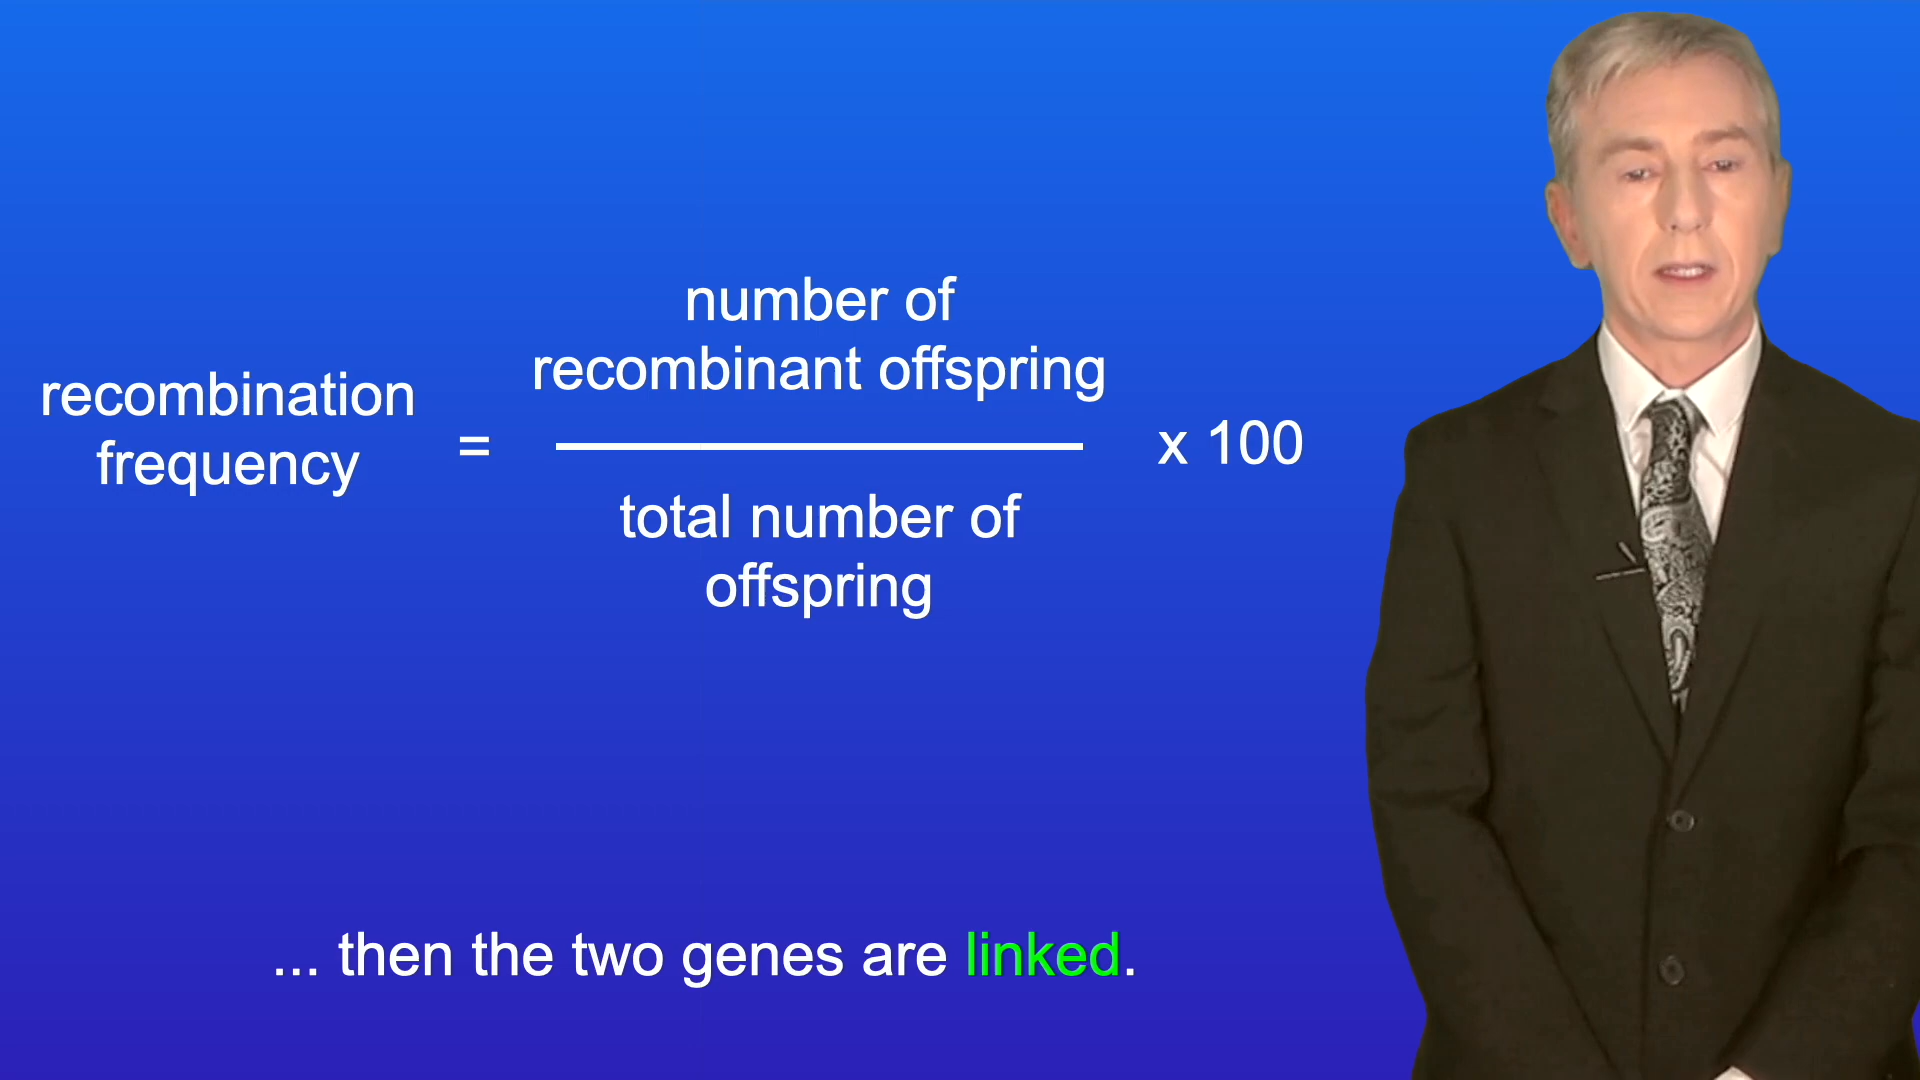 recombination
frequency
=
number of
recombinant offspring
total number of
offspring
x 100
... then the two genes are linked.